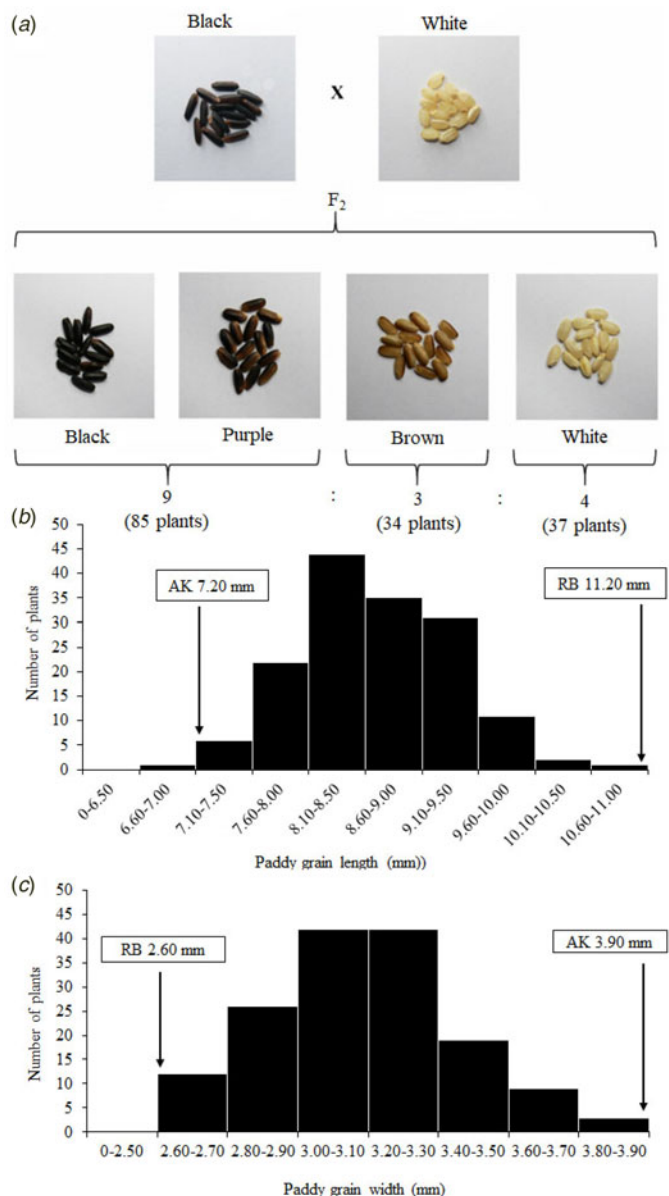 (a)
Black White
X
F2
Black Purple Brown White
9 : 3 : 4
(85 plants) (34 plants) (37 plants)
(b)
50
45
40
35
30
25
20
15
10
5
0
Number of plants
AK 7.20 mm
RB 11.20 mm
0-6.50 6.60-7.00 7.10-7.50 7.60-8.00 8.10-8.50 8.60-9.00 9.10-9.50 9.60-10.00 10.10-10.50 10.60-11.00
Paddy grain length (mm))
(c)
50
45
40
35
30
25
20
15
10
5
0
Number of plants
RB 2.60 mm
AK 3.90 mm
0-2.50 2.60-2.70 2.80-2.90 3.00-3.10 3.20-3.30 3.40-3.50 3.60-3.70 3.80-3.90
Paddy grain width (mm)